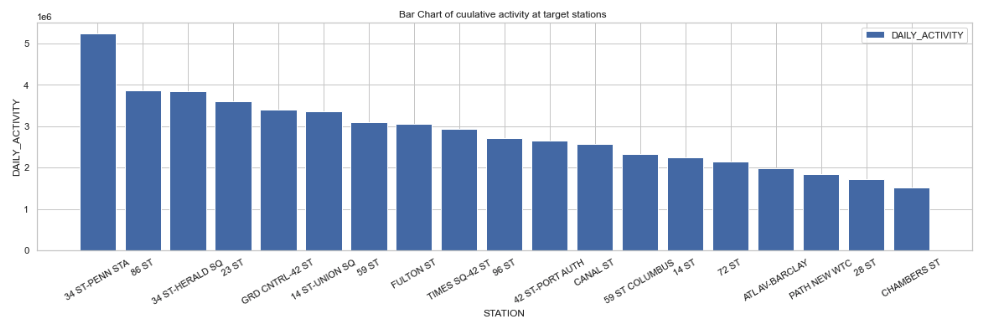 Bar Chart of cuulative activity at target stations
1e6
DAILY_ACTIVITY
5
4
3
2
1
0
DAILY_ACTIVITY
34 ST-PENN STA
86 ST
34 ST-HERALD SQ
23 ST
GRD CNTRL-42 ST
14 ST-UNION SQ
59 ST
FULTON ST
TIMES SQ-42 ST
96 ST
42 ST-PORT AUTH
CANAL ST
59 ST COLUMBUS
14 ST
72 ST
ATL AV-BARCLAY
PATH NEW WTC
28 ST
CHAMBERS ST
STATION